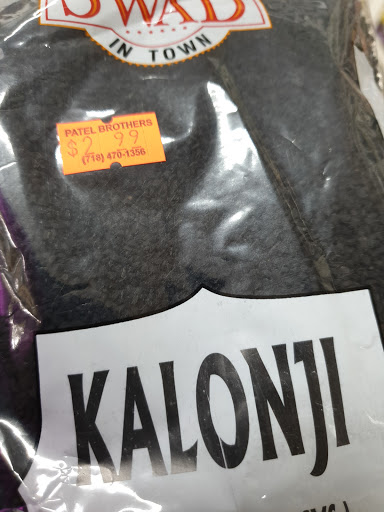 SWAD
IN TOWN
PATEL BROTHERS
$2.99
(718) 470-1356
KALONJI